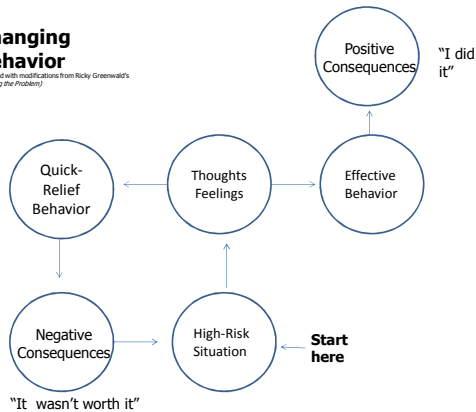 hanging
ehavior
d with modifications from Ricky Greenwald's
g the Problem)
Positive
Consequences
"I did
it"
Quick-
Relief
Behavior
Thoughts
Feelings
Effective
Behavior
Negative
Consequences
High-Risk
Situation
Start
here
"It wasn't worth it"